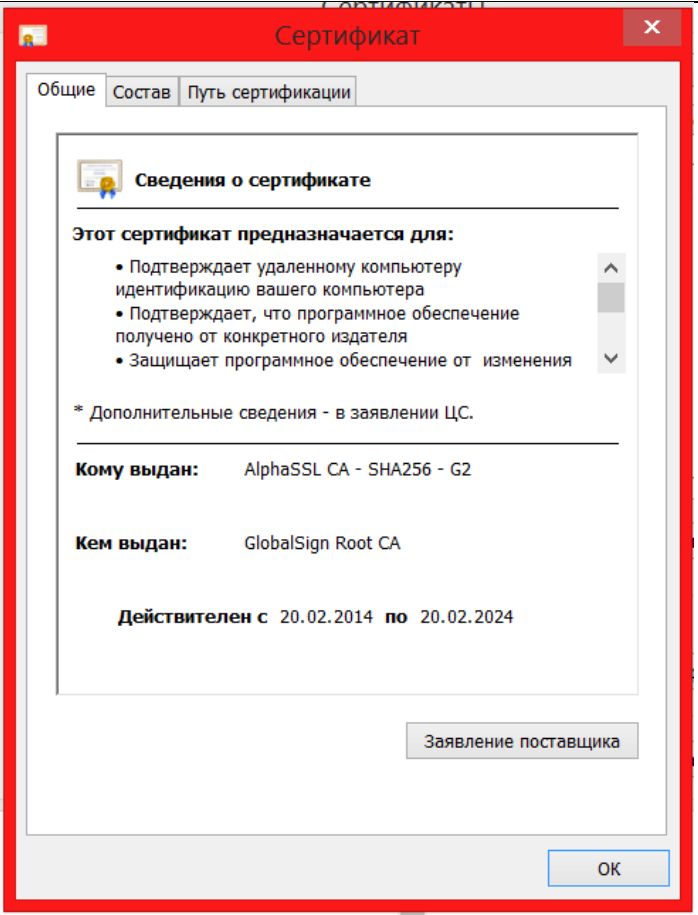 Сертификаты
Сертификат
Общие Состав Путь сертификации
Сведения о сертификате
Этот сертификат предназначается для:
• Подтверждает удаленному компьютеру
идентификацию вашего компьютера
• Подтверждает, что программное обеспечение
получено от конкретного издателя
• Защищает программное обеспечение от изменения
* Дополнительные сведения - в заявлении ЦС.
Кому выдан: AlphaSSL CA - SHA256 - G2
Кем выдан: GlobalSign Root CA
Действителен с 20.02.2014 по 20.02.2024
Заявление поставщика
ОК